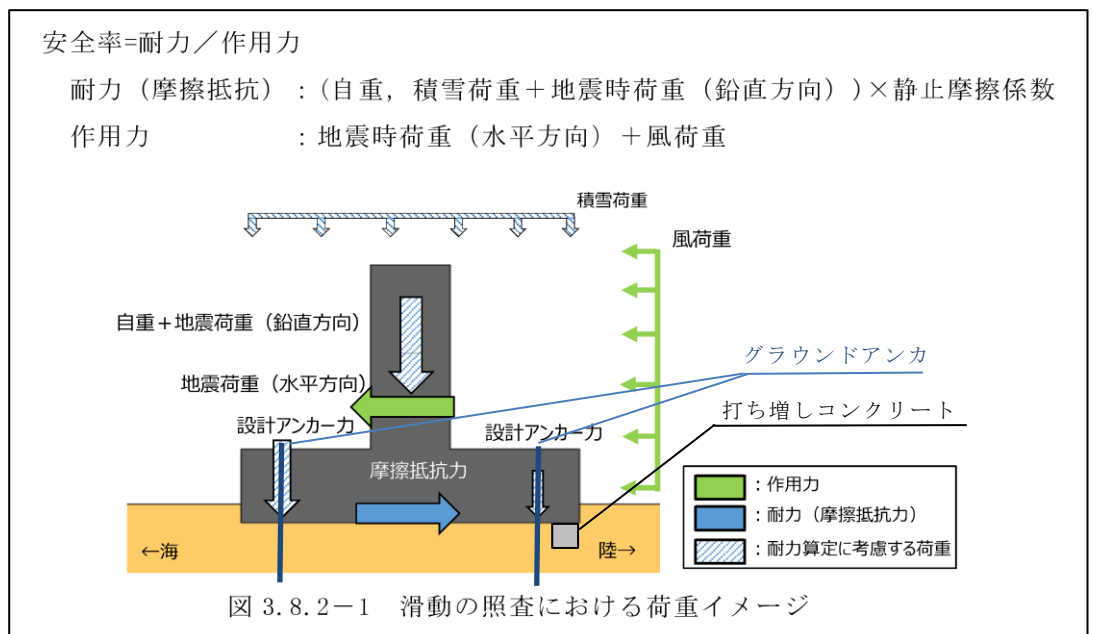 安全率=耐力／作用力
耐力（摩擦抵抗）：(自重，積雪荷重＋地震時荷重（鉛直方向）)×静止摩擦係数
作用力：地震時荷重（水平方向）＋風荷重
積雪荷重
風荷重
自重＋地震荷重（鉛直方向）
グラウンドアンカ
地震荷重（水平方向）
打ち増しコンクリート
設計アンカー力
設計アンカー力
摩擦抵抗力
：作用力
：耐力（摩擦抵抗力）
：耐力算定に考慮する荷重
←海
陸→
図 3.8.2－1　滑動の照査における荷重イメージ